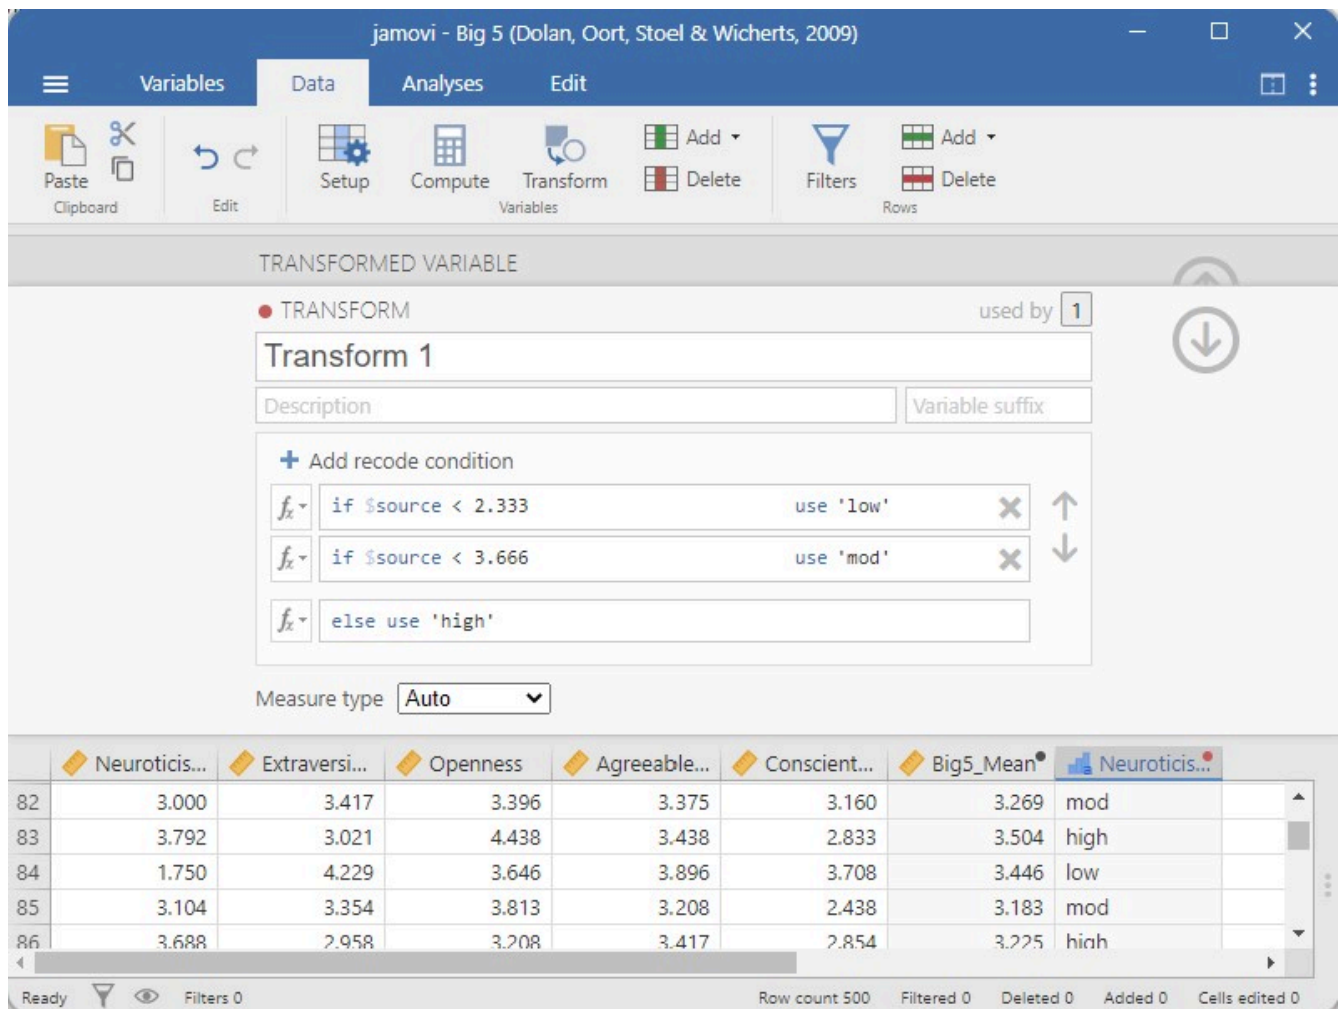 jamovi - Big 5 (Dolan, Oort, Stoel & Wicherts, 2009)
Variables Data Analyses Edit
Paste
Clipboard
Edit
Setup Compute Transform Add Delete
Variables
Filters Add Delete
Rows
TRANSFORMED VARIABLE
TRANSFORM used by 1
Transform 1
Description Variable suffix
Add recode condition
fx if $source < 2.333 use 'low'
fx if $source < 3.666 use 'mod'
fx else use 'high'
Measure type Auto
Neuroticis... Extraversi... Openness Agreeable... Conscient... Big5_Mean Neuroticis...
82 3.000 3.417 3.396 3.375 3.160 3.269 mod
83 3.792 3.021 4.438 3.438 2.833 3.504 high
84 1.750 4.229 3.646 3.896 3.708 3.446 low
85 3.104 3.354 3.813 3.208 2.438 3.183 mod
86 3.688 2.958 3.208 3.417 2.854 3.225 high
Ready Filters 0 Row count 500 Filtered 0 Deleted 0 Added 0 Cells edited 0